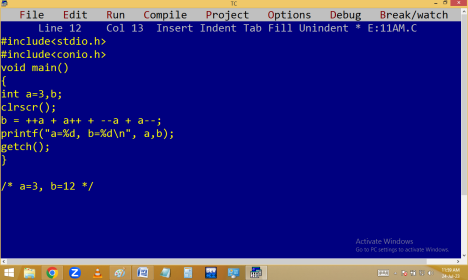 TC
File Edit Run Compile Project Options Debug Break/watch
Line 12 Col 13 Insert Indent Tab Fill Unindent * E:11AM.C
#include<stdio.h>
#include<conio.h>
void main()
{
int a=3,b;
clrscr();
b = ++a + a++ + --a + a--;
printf("a=%d, b=%d\n", a,b);
getch();
}
/* a=3, b=12 */
Activate Windows
Go to PC settings to activate Windows.